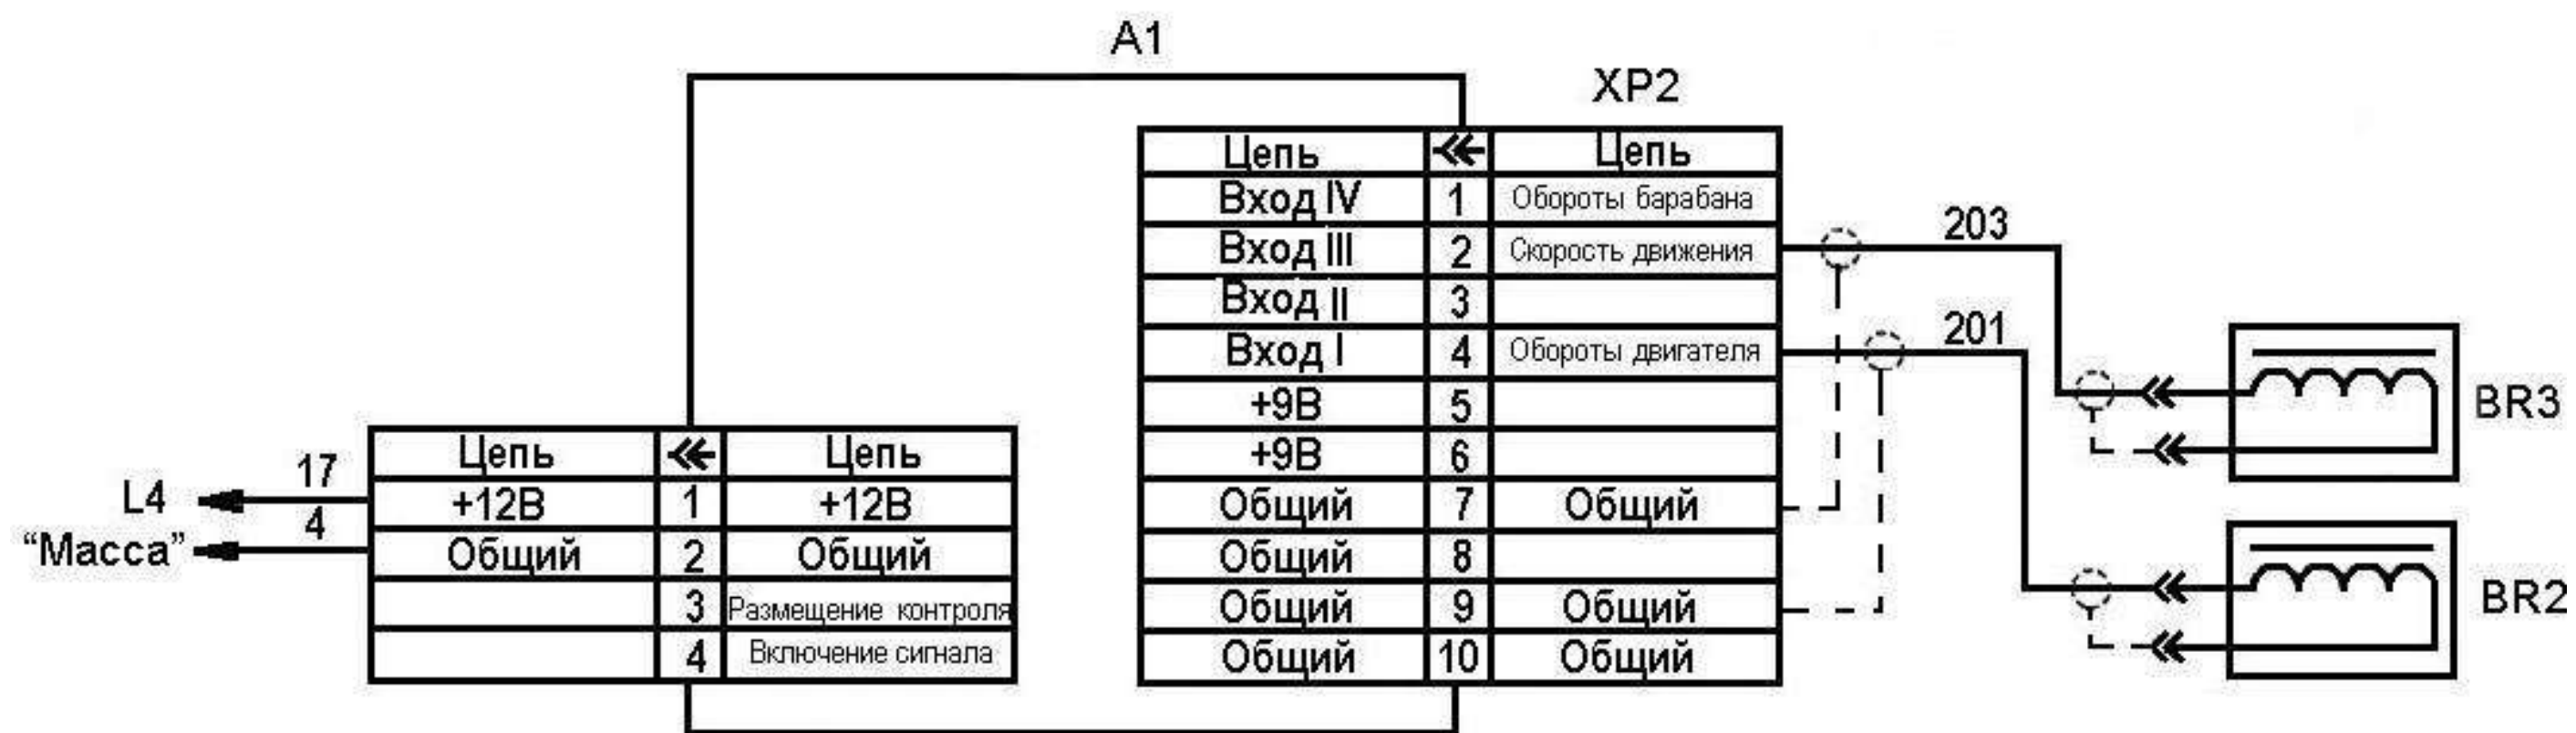 A1
XP2
Цепь Цепь
Вход IV 1 Обороты барабана
Вход III 2 Скорость движения
Вход II 3
Вход I 4 Обороты двигателя
+9В 5
+9В 6
Общий 7 Общий
Общий 8
Общий 9 Общий
Общий 10 Общий
203
201
BR3
BR2
Цепь Цепь
+12В 1 +12В
Общий 2 Общий
3 Размещение контроля
4 Включение сигнала
17
L4
4
“Масса”